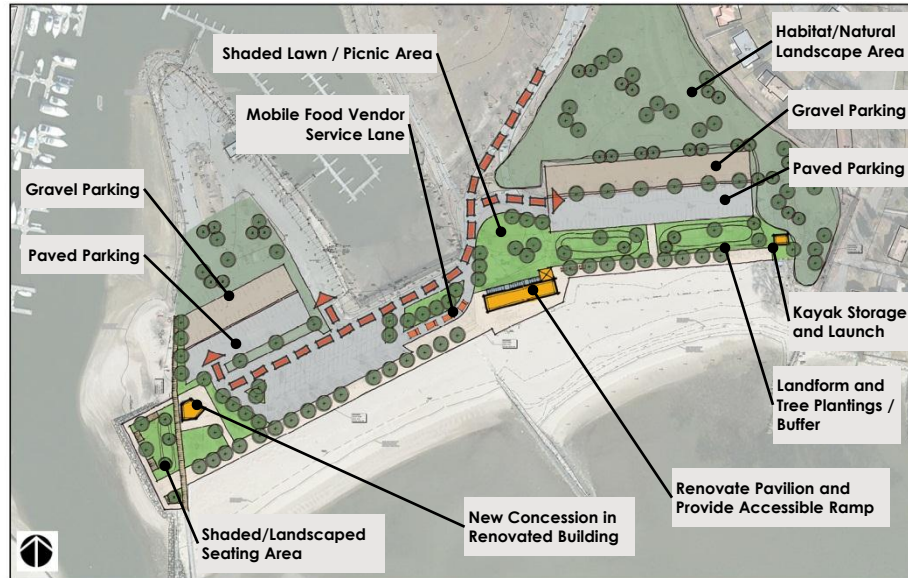 Shaded Lawn / Picnic Area
Habitat/Natural
Landscape Area
Mobile Food Vendor
Service Lane
Gravel Parking
Gravel Parking
Paved Parking
Paved Parking
Kayak Storage
and Launch
Landform and
Tree Plantings /
Buffer
Renovate Pavilion and
Provide Accessible Ramp
New Concession in
Renovated Building
Shaded/Landscaped
Seating Area